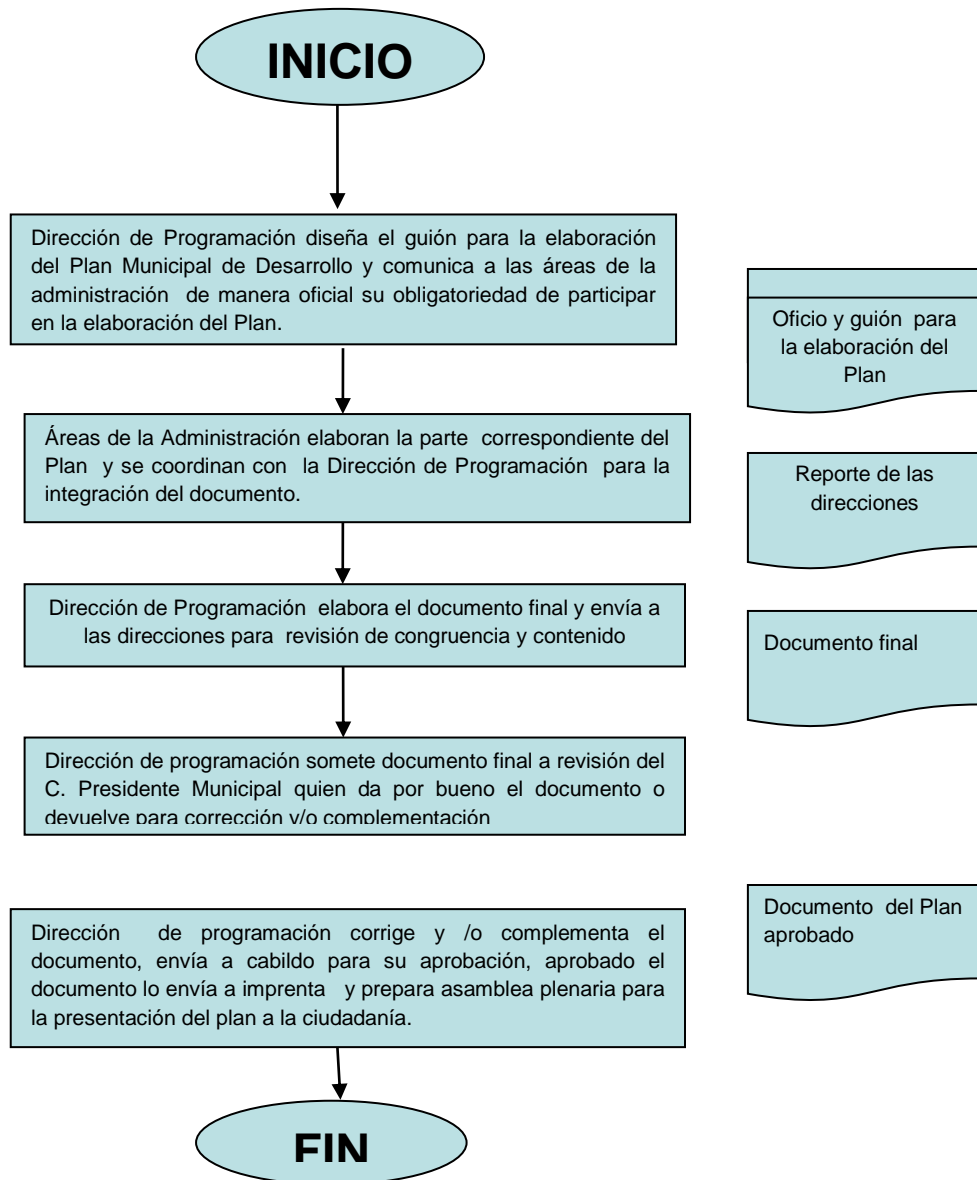 INICIO
Dirección de Programación diseña el guión para la elaboración
del Plan Municipal de Desarrollo y comunica a las áreas de la
administración de manera oficial su obligatoriedad de participar
en la elaboración del Plan.
Oficio y guión para
la elaboración del
Plan
Áreas de la Administración elaboran la parte correspondiente del
Plan y se coordinan con la Dirección de Programación para la
integración del documento.
Reporte de las
direcciones
Dirección de Programación elabora el documento final y envía a
las direcciones para revisión de congruencia y contenido
Documento final
Dirección de programación somete documento final a revisión del
C. Presidente Municipal quien da por bueno el documento o
devuelve para corrección y/o complementación
Documento del Plan
aprobado
Dirección de programación corrige y /o complementa el
documento, envía a cabildo para su aprobación, aprobado el
documento lo envía a imprenta y prepara asamblea plenaria para
la presentación del plan a la ciudadanía.
FIN